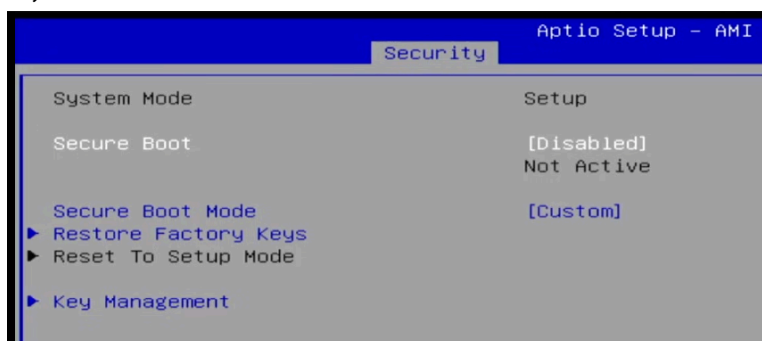 Aptio Setup – AMI
Security
System Mode Setup
Secure Boot [Disabled]
Not Active
Secure Boot Mode [Custom]
▶ Restore Factory Keys
▶ Reset To Setup Mode
▶ Key Management